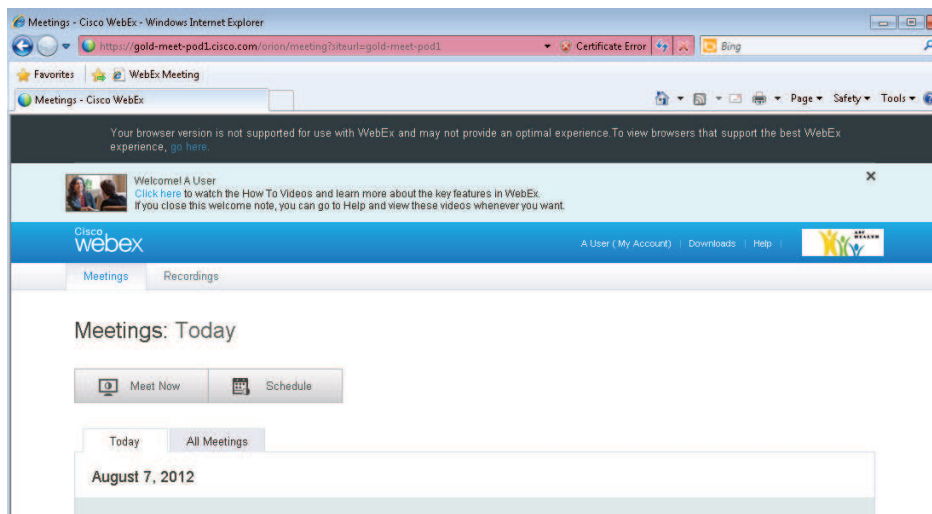 Meetings - Cisco WebEx - Windows Internet Explorer
https://gold-meet-pod1.cisco.com/orion/meeting?siteurl=gold-meet-pod1 Certificate Error Bing
Favorites WebEx Meeting
Meetings - Cisco WebEx Page Safety Tools
Your browser version is not supported for use with WebEx and may not provide an optimal experience.To view browsers that support the best WebEx
experience, go here.
Welcome! A User
Click here to watch the How To Videos and learn more about the key features in WebEx.
If you close this welcome note, you can go to Help and view these videos whenever you want.
Cisco
webex
A User ( My Account) | Downloads | Help |
ABC
HEALTH
Meetings Recordings
Meetings: Today
Meet Now Schedule
Today All Meetings
August 7, 2012